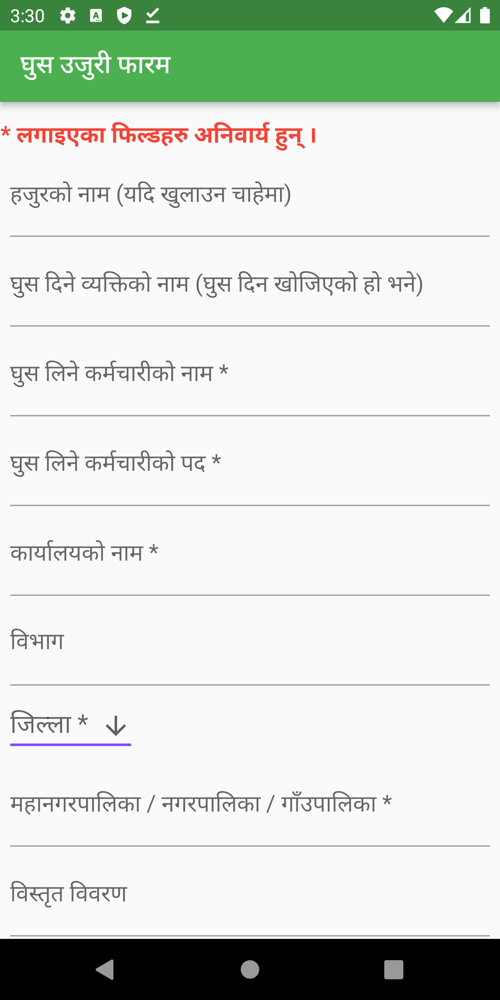 3:30
घुस उजुरी फारम
* लगाइएका फिल्डहरु अनिवार्य हुन् ।
हजुरको नाम (यदि खुलाउन चाहेमा)
घुस दिने व्यक्तिको नाम (घुस दिन खोजिएको हो भने)
घुस लिने कर्मचारीको नाम *
घुस लिने कर्मचारीको पद *
कार्यालयको नाम *
विभाग
जिल्ला *
महानगरपालिका / नगरपालिका / गाँउपालिका *
विस्तृत विवरण